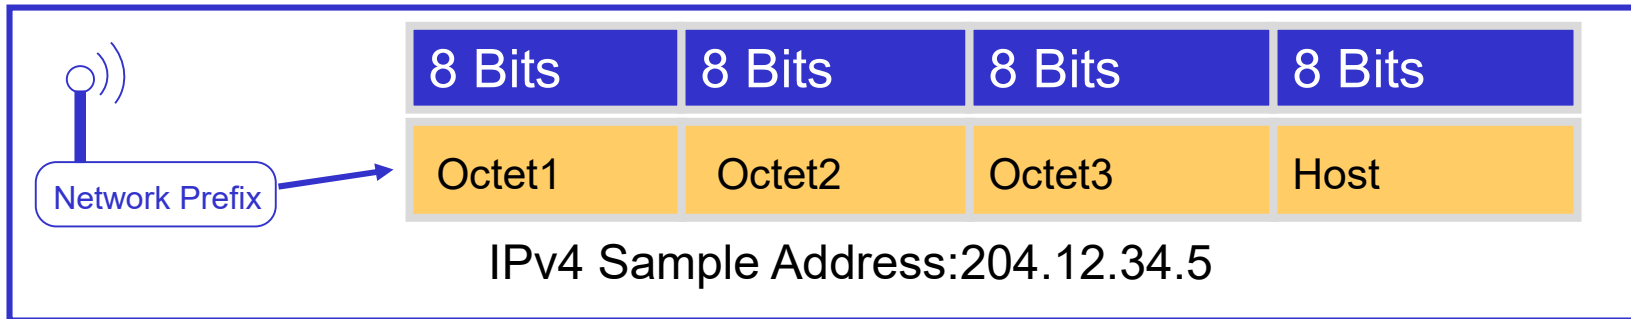 8 Bits 8 Bits 8 Bits 8 Bits
Network Prefix
Octet1 Octet2 Octet3 Host
IPv4 Sample Address:204.12.34.5